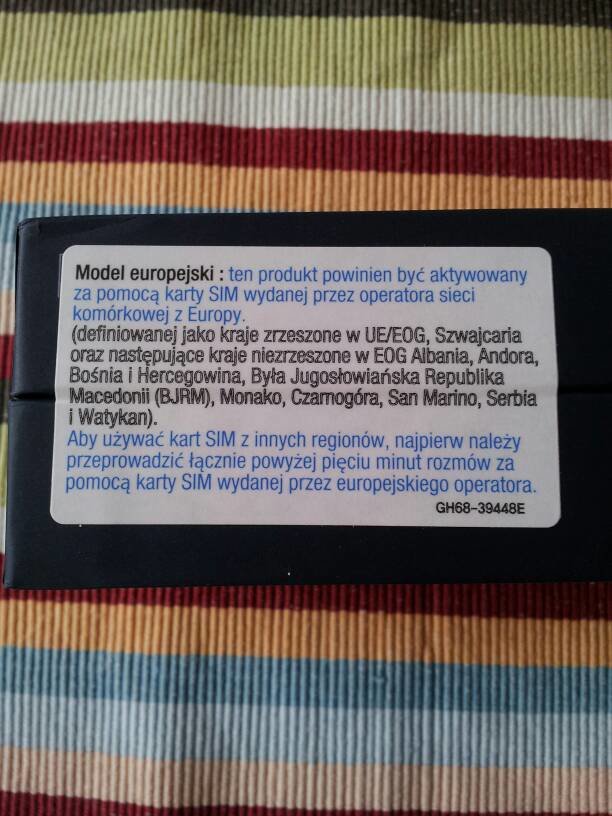 Model europejski : ten produkt powinien być aktywowany
za pomocą karty SIM wydanej przez operatora sieci
komórkowej z Europy.
(definiowanej jako kraje zrzeszone w UE/EOG, Szwajcaria
oraz następujące kraje niezrzeszone w EOG Albania, Andora,
Bośnia i Hercegowina, Była Jugosłowiańska Republika
Macedonii (BJRM), Monako, Czarnogóra, San Marino, Serbia
i Watykan).
Aby używać kart SIM z innych regionów, najpierw należy
przeprowadzić łącznie powyżej pięciu minut rozmów za
pomocą karty SIM wydanej przez europejskiego operatora.
GH68-39448E